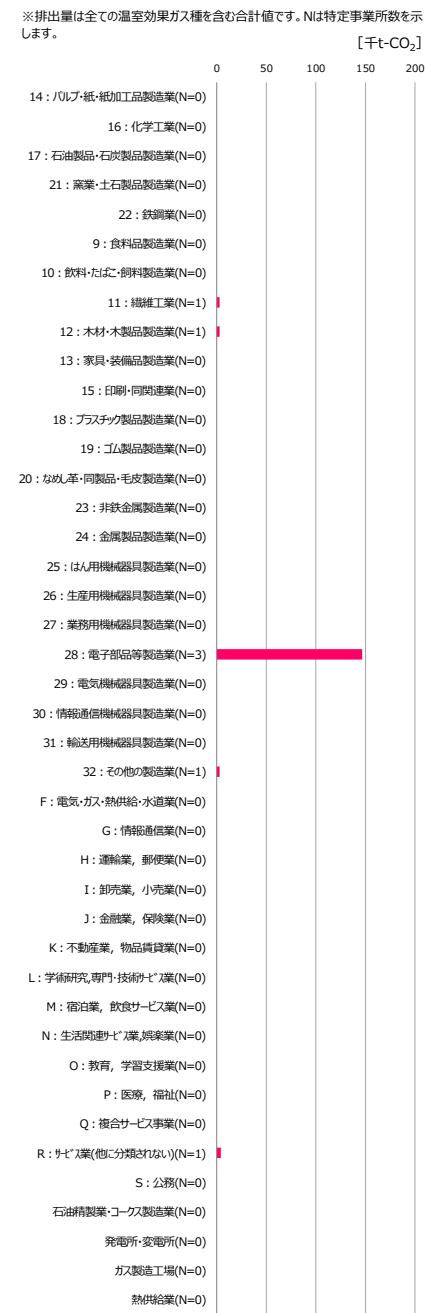 ※排出量は全ての温室効果ガス種を含む合計値です。Nは特定事業所数を示
します。
[千t-CO₂]
0 50 100 150 200
14：パルプ・紙・紙加工品製造業(N=0)
16：化学工業(N=0)
17：石油製品・石炭製品製造業(N=0)
21：窯業・土石製品製造業(N=0)
22：鉄鋼業(N=0)
9：食料品製造業(N=0)
10：飲料・たばこ・飼料製造業(N=0)
11：繊維工業(N=1)
12：木材・木製品製造業(N=1)
13：家具・装備品製造業(N=0)
15：印刷・同関連業(N=0)
18：プラスチック製品製造業(N=0)
19：ゴム製品製造業(N=0)
20：なめし革・同製品・毛皮製造業(N=0)
23：非鉄金属製造業(N=0)
24：金属製品製造業(N=0)
25：はん用機械器具製造業(N=0)
26：生産用機械器具製造業(N=0)
27：業務用機械器具製造業(N=0)
28：電子部品等製造業(N=3)
29：電気機械器具製造業(N=0)
30：情報通信機械器具製造業(N=0)
31：輸送用機械器具製造業(N=0)
32：その他の製造業(N=1)
F：電気・ガス・熱供給・水道業(N=0)
G：情報通信業(N=0)
H：運輸業，郵便業(N=0)
I：卸売業，小売業(N=0)
J：金融業，保険業(N=0)
K：不動産業，物品賃貸業(N=0)
L：学術研究,専門・技術ｻｰﾋﾞｽ業(N=0)
M：宿泊業，飲食サービス業(N=0)
N：生活関連ｻｰﾋﾞｽ業,娯楽業(N=0)
O：教育，学習支援業(N=0)
P：医療，福祉(N=0)
Q：複合サービス事業(N=0)
R：ｻｰﾋﾞｽ業(他に分類されない)(N=1)
S：公務(N=0)
石油精製業・コークス製造業(N=0)
発電所・変電所(N=0)
ガス製造工場(N=0)
熱供給業(N=0)